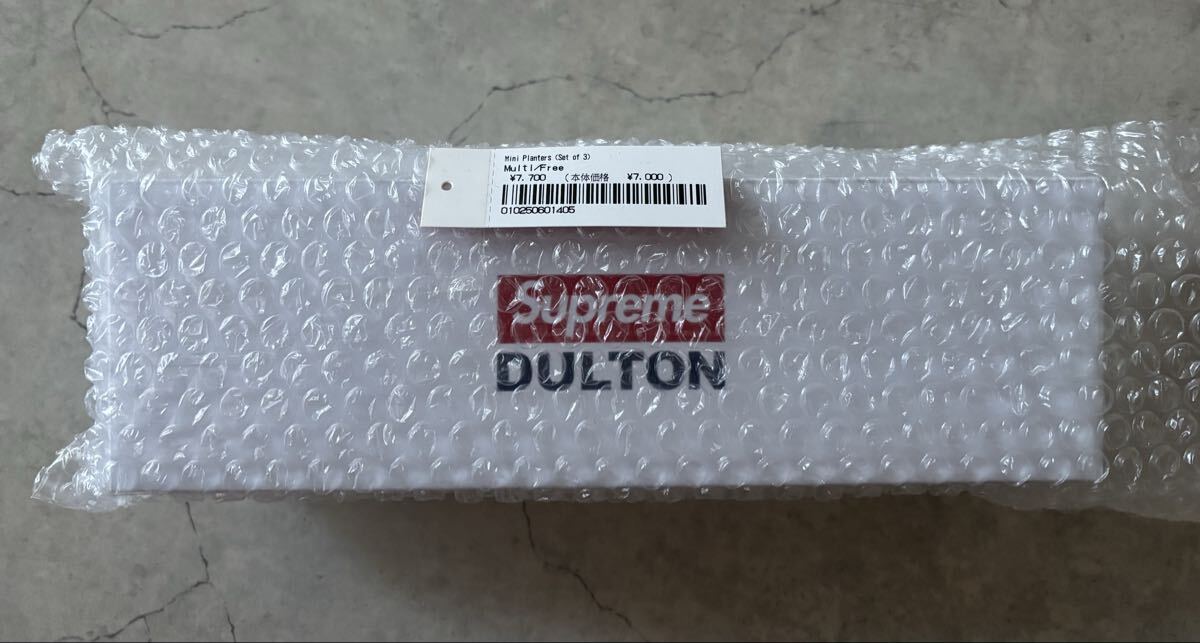 Mini Planters (Set of 3)
Multi/Free
¥7.700 (本体価格 ¥7.000)
010250601405
Supreme
DULTON